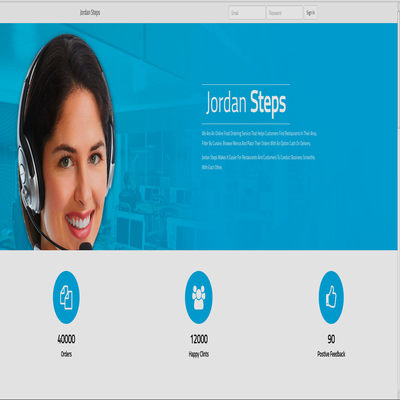 Jordan Steps
Email
Password
Sign In
Jordan Steps
We Are An Online Food Ordering Service That Helps Customers Find Restaurants In Their Area,
Filter By Cuisine, Browse Menus And Place Their Orders With An Option Cash On Delivery.
Jordan Steps Makes It Easier For Restaurants And Customers To Conduct Business Smoothly
With Each Other.
40000
Orders
12000
Happy Clints
90
Positive Feedback